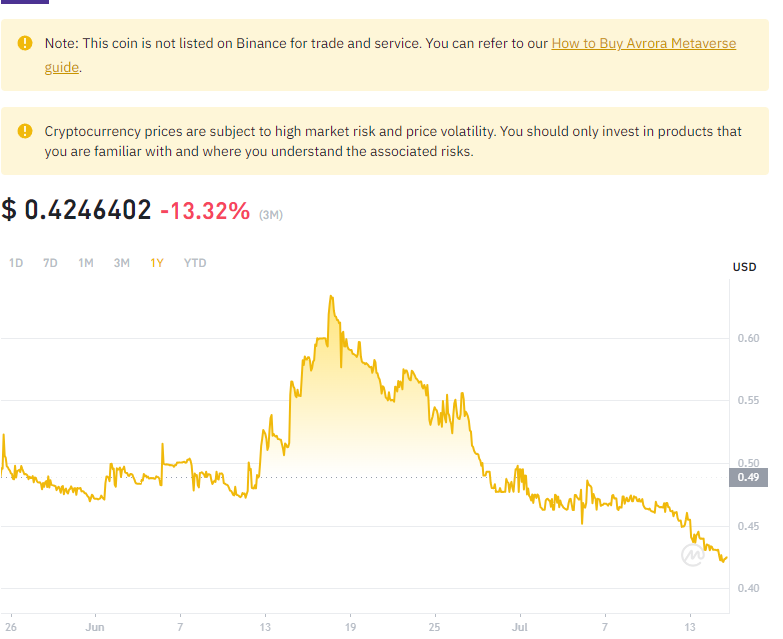 Note: This coin is not listed on Binance for trade and service. You can refer to our How to Buy Avrora Metaverse
guide.
Cryptocurrency prices are subject to high market risk and price volatility. You should only invest in products that
you are familiar with and where you understand the associated risks.
$ 0.4246402 -13.32% (3M)
1D 7D 1M 3M 1Y YTD
USD
0.60
0.55
0.50
0.49
0.45
0.40
26 Jun 7 13 19 25 Jul 7 13